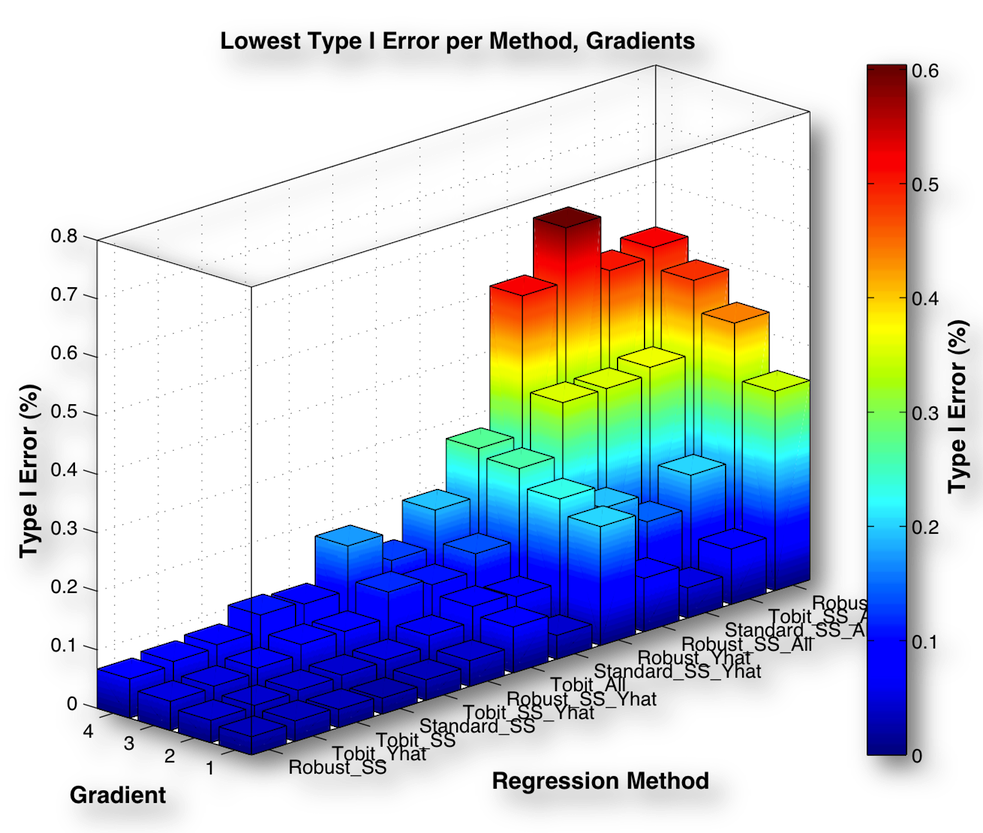 Lowest Type I Error per Method, Gradients
0.8
0.7
0.6
0.5
0.4
0.3
0.2
0.1
0
Type I Error (%)
4
3
2
1
Gradient
Robust_SS
Tobit_Yhat
Tobit_SS
Standard_SS
Tobit_SS_Yhat
Robust_SS_Yhat
Tobit_All
Standard_SS_Yhat
Robust_Yhat
Robust_SS_All
Standard_SS_A
Tobit_SS_A
Robus
Regression Method
0.6
0.5
0.4
0.3
0.2
0.1
0
Type I Error (%)